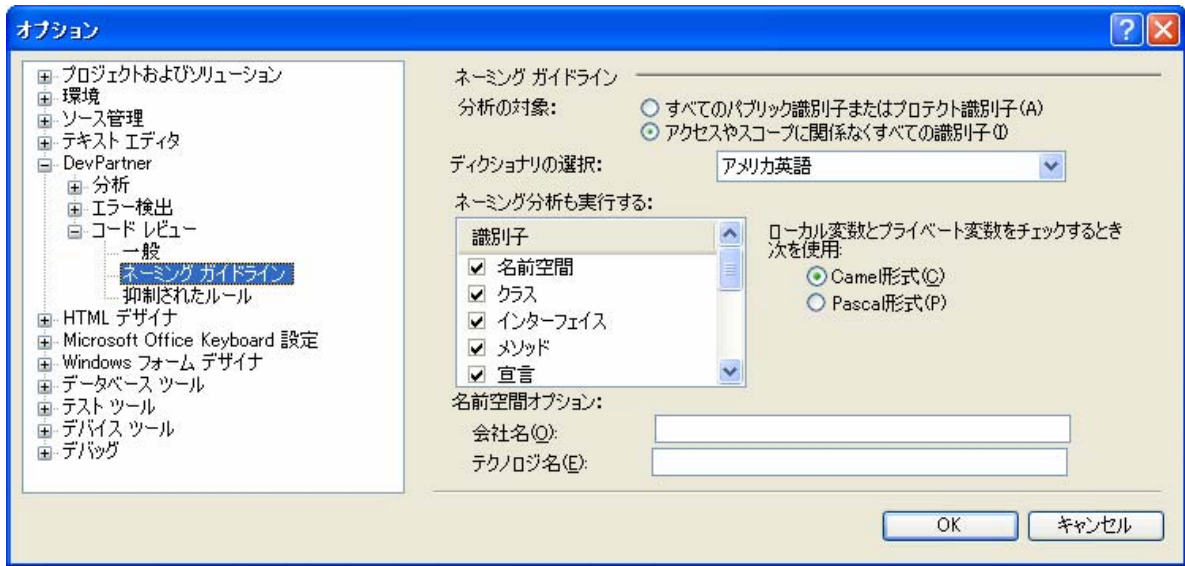 オプション
プロジェクトおよびソリューション
環境
ソース管理
テキスト エディタ
DevPartner
分析
エラー検出
コード レビュー
一般
ネーミング ガイドライン
抑制されたルール
HTML デザイナ
Microsoft Office Keyboard 設定
Windows フォーム デザイナ
データベース ツール
テスト ツール
デバイス ツール
デバッグ
ネーミング ガイドライン
分析の対象:
すべてのパブリック識別子またはプロテクト識別子(A)
アクセスやスコープに関係なくすべての識別子(I)
ディクショナリの選択:
アメリカ英語
ネーミング分析も実行する:
識別子
名前空間
クラス
インターフェイス
メソッド
宣言
ローカル変数とプライベート変数をチェックするとき
次を使用:
Camel形式(C)
Pascal形式(P)
名前空間オプション:
会社名(O):
テクノロジ名(E):
OK
キャンセル